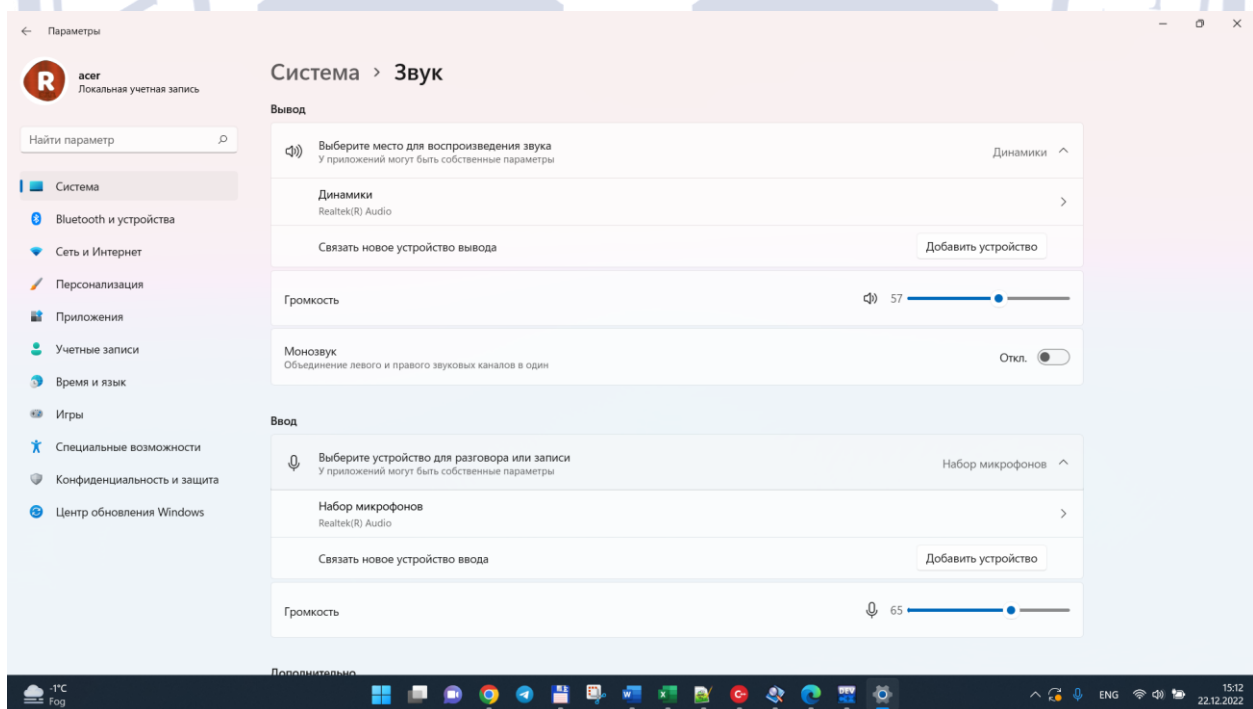 Параметры
acer
Локальная учетная запись
Найти параметр
Система
Bluetooth и устройства
Сеть и Интернет
Персонализация
Приложения
Учетные записи
Время и язык
Игры
Специальные возможности
Конфиденциальность и защита
Центр обновления Windows
Система > Звук
Вывод
Выберите место для воспроизведения звука
У приложений могут быть собственные параметры
Динамики
Динамики
Realtek(R) Audio
Связать новое устройство вывода
Добавить устройство
Громкость
57
Монозвук
Объединение левого и правого звуковых каналов в один
Откл.
Ввод
Выберите устройство для разговора или записи
У приложений могут быть собственные параметры
Набор микрофонов
Набор микрофонов
Realtek(R) Audio
Связать новое устройство ввода
Добавить устройство
Громкость
65
Дополнительно
-1°C
Fog
DEV
ENG
15:12
22.12.2022